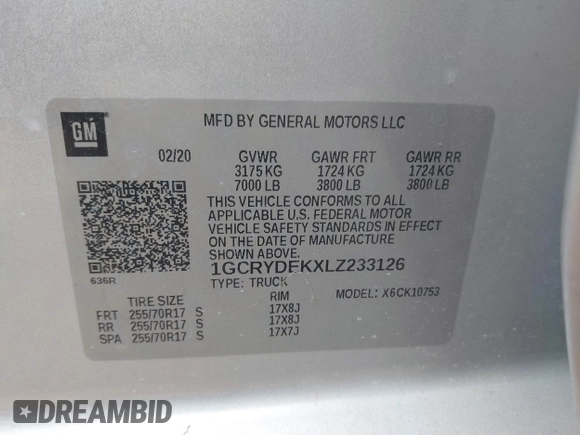 GM
MFD BY GENERAL MOTORS LLC
02/20 GVWR GAWR FRT GAWR RR
3175 KG 1724 KG 1724 KG
7000 LB 3800 LB 3800 LB
THIS VEHICLE CONFORMS TO ALL
APPLICABLE U.S. FEDERAL MOTOR
VEHICLE SAFETY STANDARDS IN EFFECT
ON THE DATE OF MANUFACTURE
SHOWN ABOVE.
1GCRYDFKXLZ233126
636R
TYPE: TRUCK
MODEL: X6CK10753
TIRE SIZE RIM
FRT 255/70R17 S 17X8J
RR 255/70R17 S 17X8J
SPA 255/70R17 S 17X7J
DREAMBID